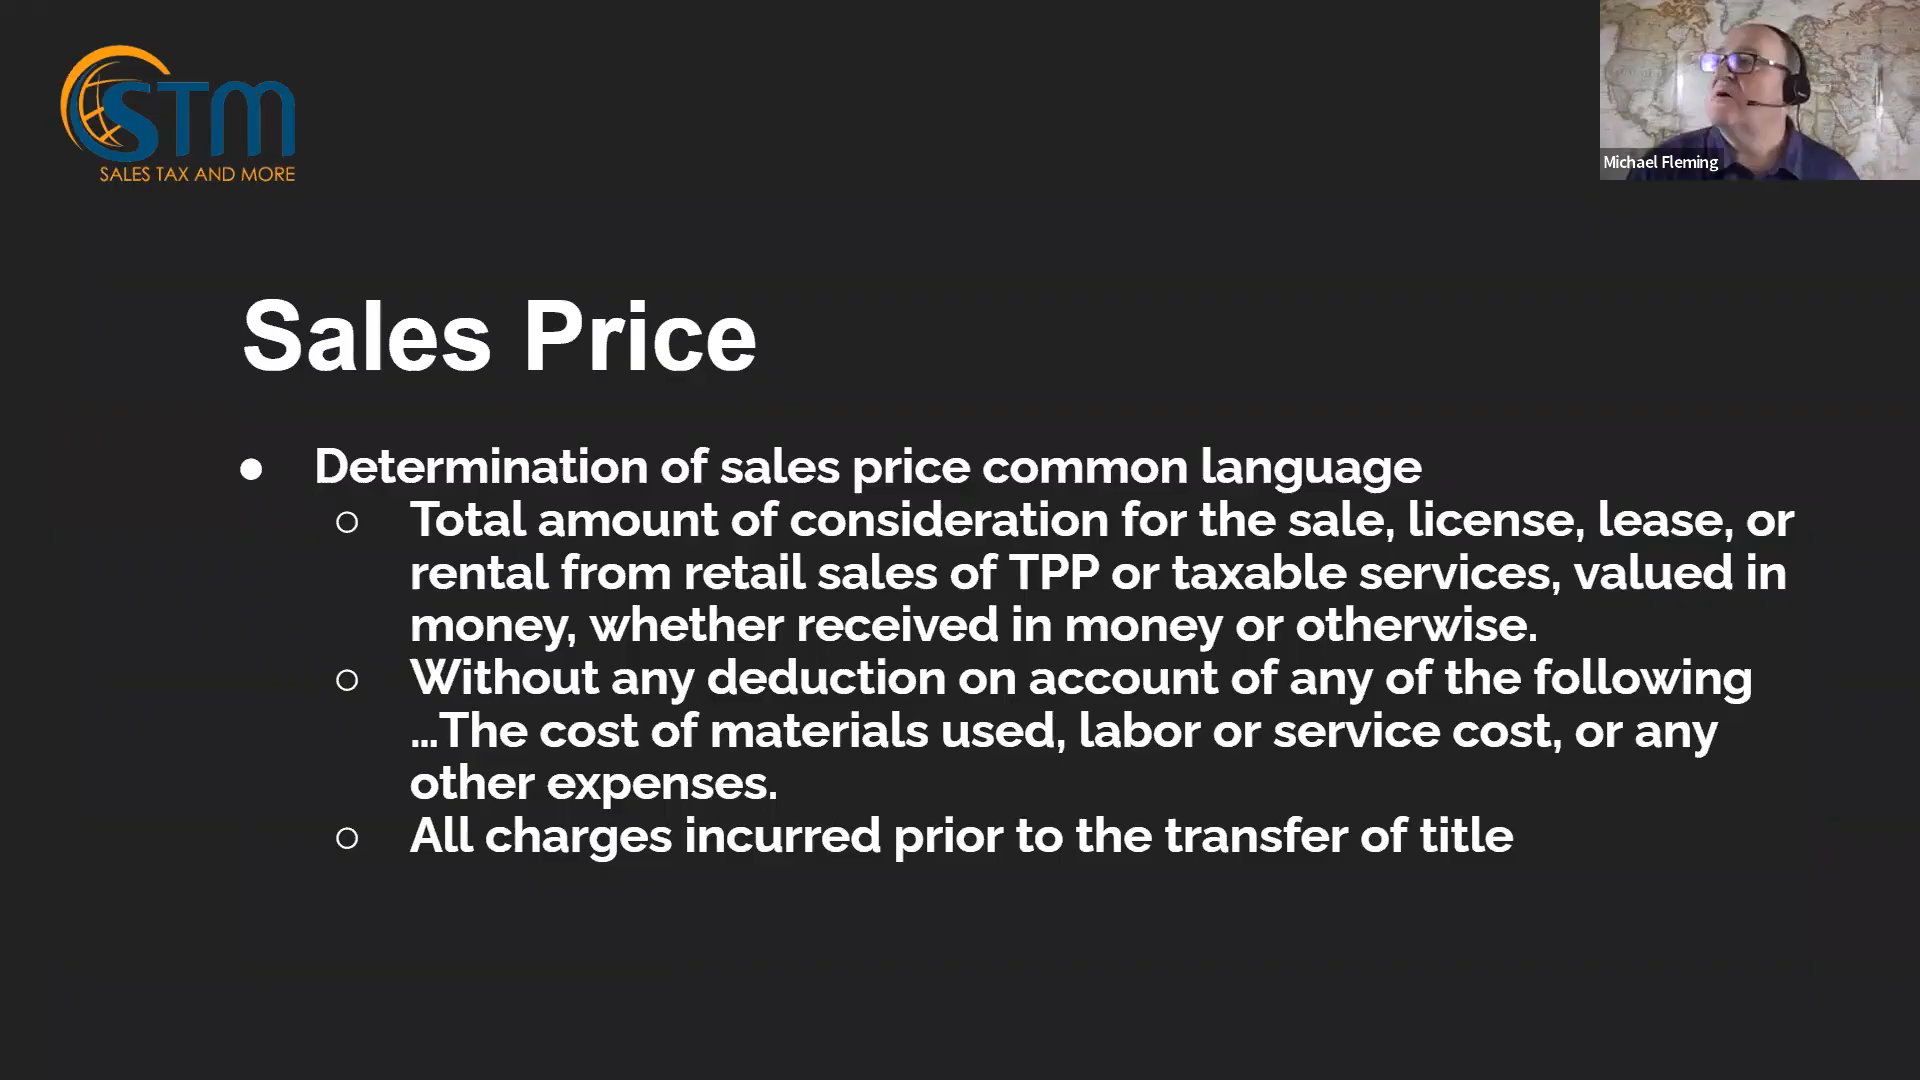 STM
SALES TAX AND MORE
Michael Fleming
Sales Price
● Determination of sales price common language
○ Total amount of consideration for the sale, license, lease, or
rental from retail sales of TPP or taxable services, valued in
money, whether received in money or otherwise.
○ Without any deduction on account of any of the following
...The cost of materials used, labor or service cost, or any
other expenses.
○ All charges incurred prior to the transfer of title